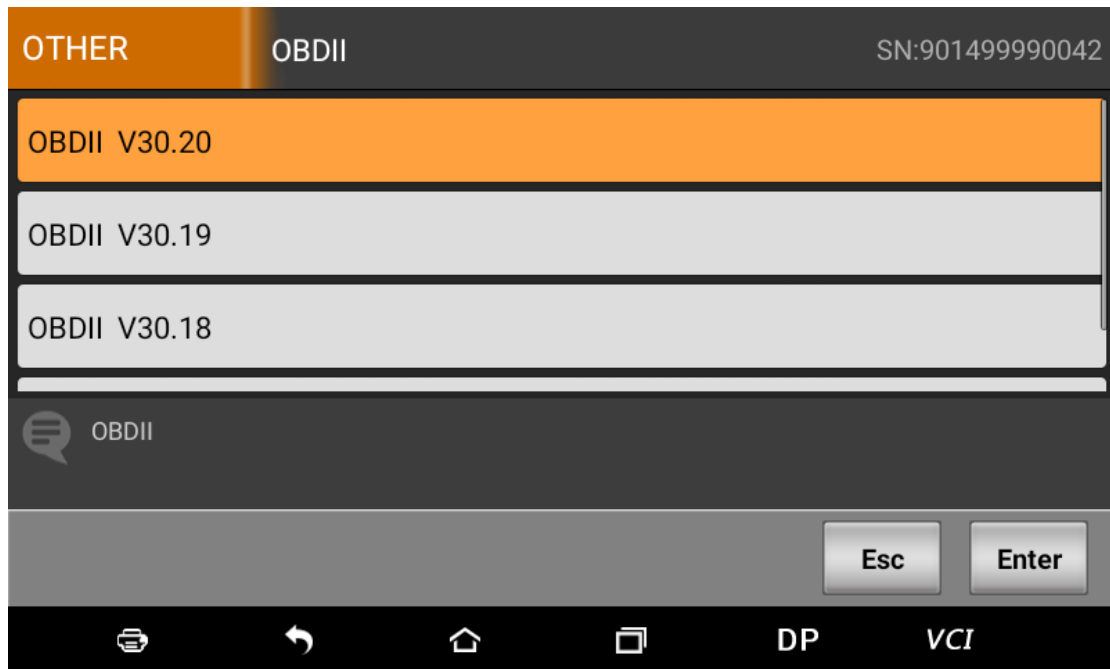 OTHER OBDII SN:901499990042
OBDII V30.20
OBDII V30.19
OBDII V30.18
OBDII
Esc Enter
DP VCI